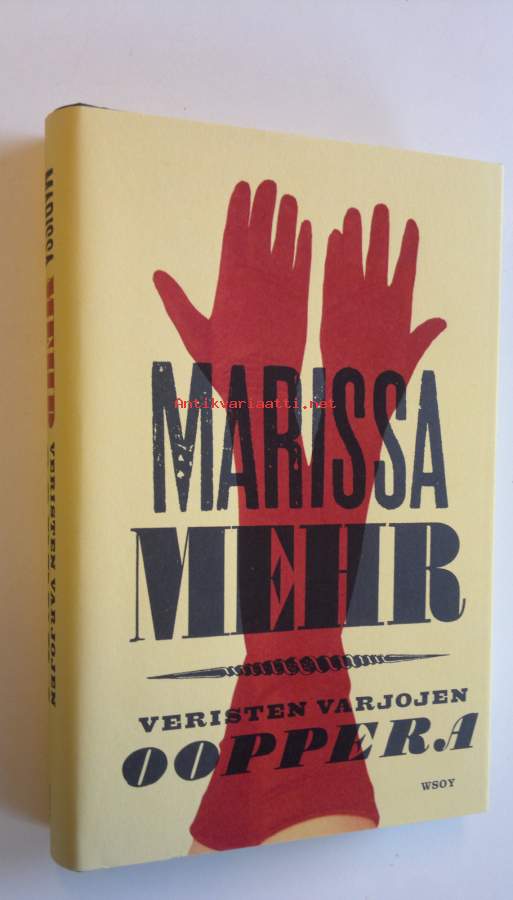 MARISSA
Antikvariaatti.net
MEHR
VERISTEN VARJOJEN
OOPPERA
WSOY
MARISSA MEHR VERISTEN VARJOJEN